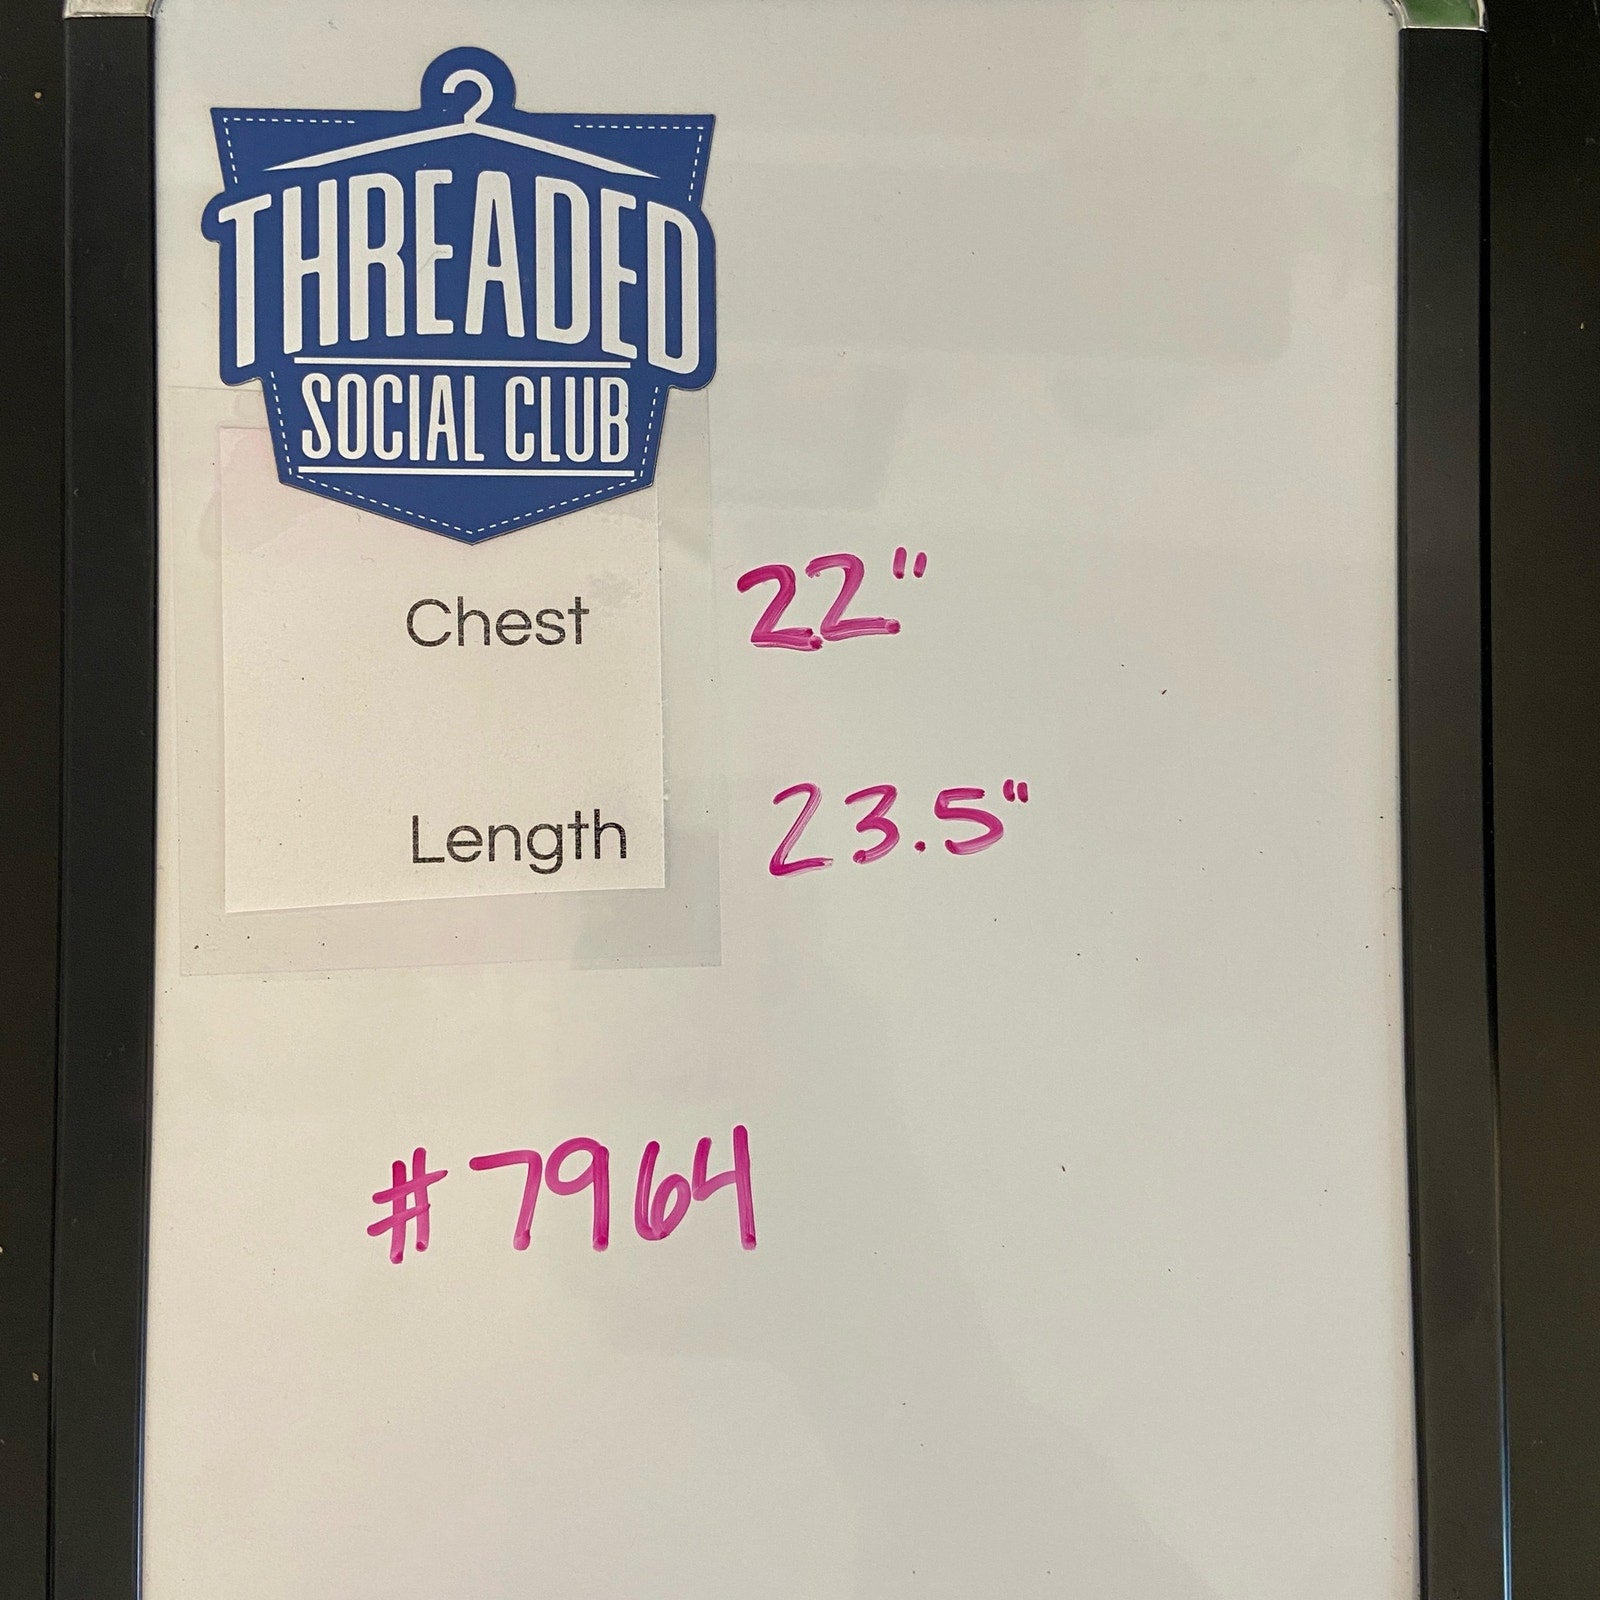 THREADED
SOCIAL CLUB
Chest 22"
Length 23.5"
#7964